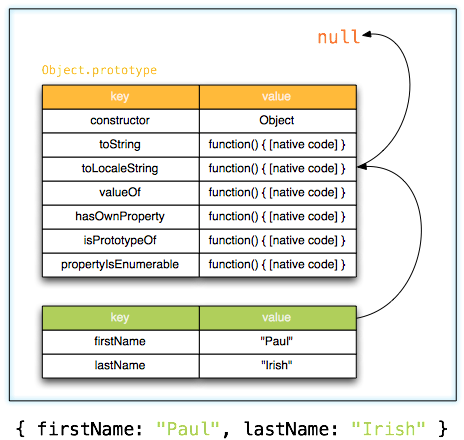 null
Object.prototype
key value
constructor Object
toString function() { [native code] }
toLocaleString function() { [native code] }
valueOf function() { [native code] }
hasOwnProperty function() { [native code] }
isPrototypeOf function() { [native code] }
propertyIsEnumerable function() { [native code] }
key value
firstName "Paul"
lastName "Irish"
{ firstName: "Paul", lastName: "Irish" }